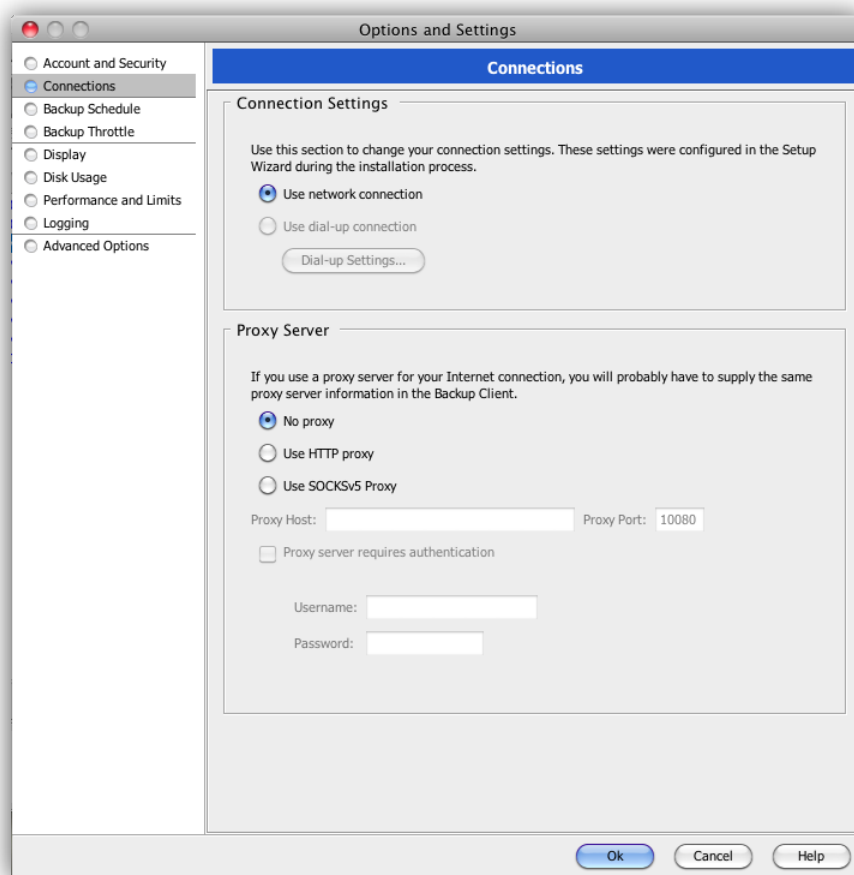 Options and Settings
Account and Security
Connections
Backup Schedule
Backup Throttle
Display
Disk Usage
Performance and Limits
Logging
Advanced Options
Connections
Connection Settings
Use this section to change your connection settings. These settings were configured in the Setup
Wizard during the installation process.
Use network connection
Use dial-up connection
Dial-up Settings...
Proxy Server
If you use a proxy server for your Internet connection, you will probably have to supply the same
proxy server information in the Backup Client.
No proxy
Use HTTP proxy
Use SOCKSv5 Proxy
Proxy Host: Proxy Port: 10080
Proxy server requires authentication
Username:
Password:
Ok Cancel Help